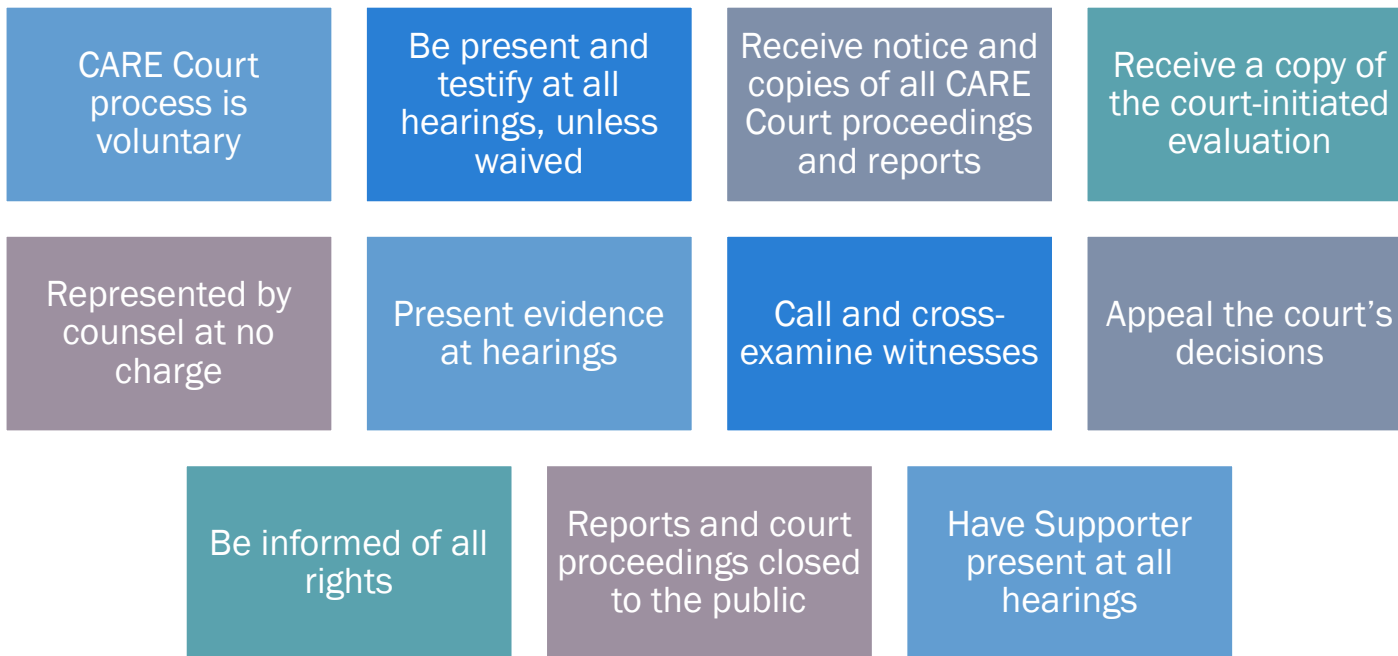 CARE Court
process is
voluntary
Be present and
testify at all
hearings, unless
waived
Receive notice and
copies of all CARE
Court proceedings
and reports
Receive a copy of
the court-initiated
evaluation
Represented by
counsel at no
charge
Present evidence
at hearings
Call and cross-
examine witnesses
Appeal the court’s
decisions
Be informed of all
rights
Reports and court
proceedings closed
to the public
Have Supporter
present at all
hearings